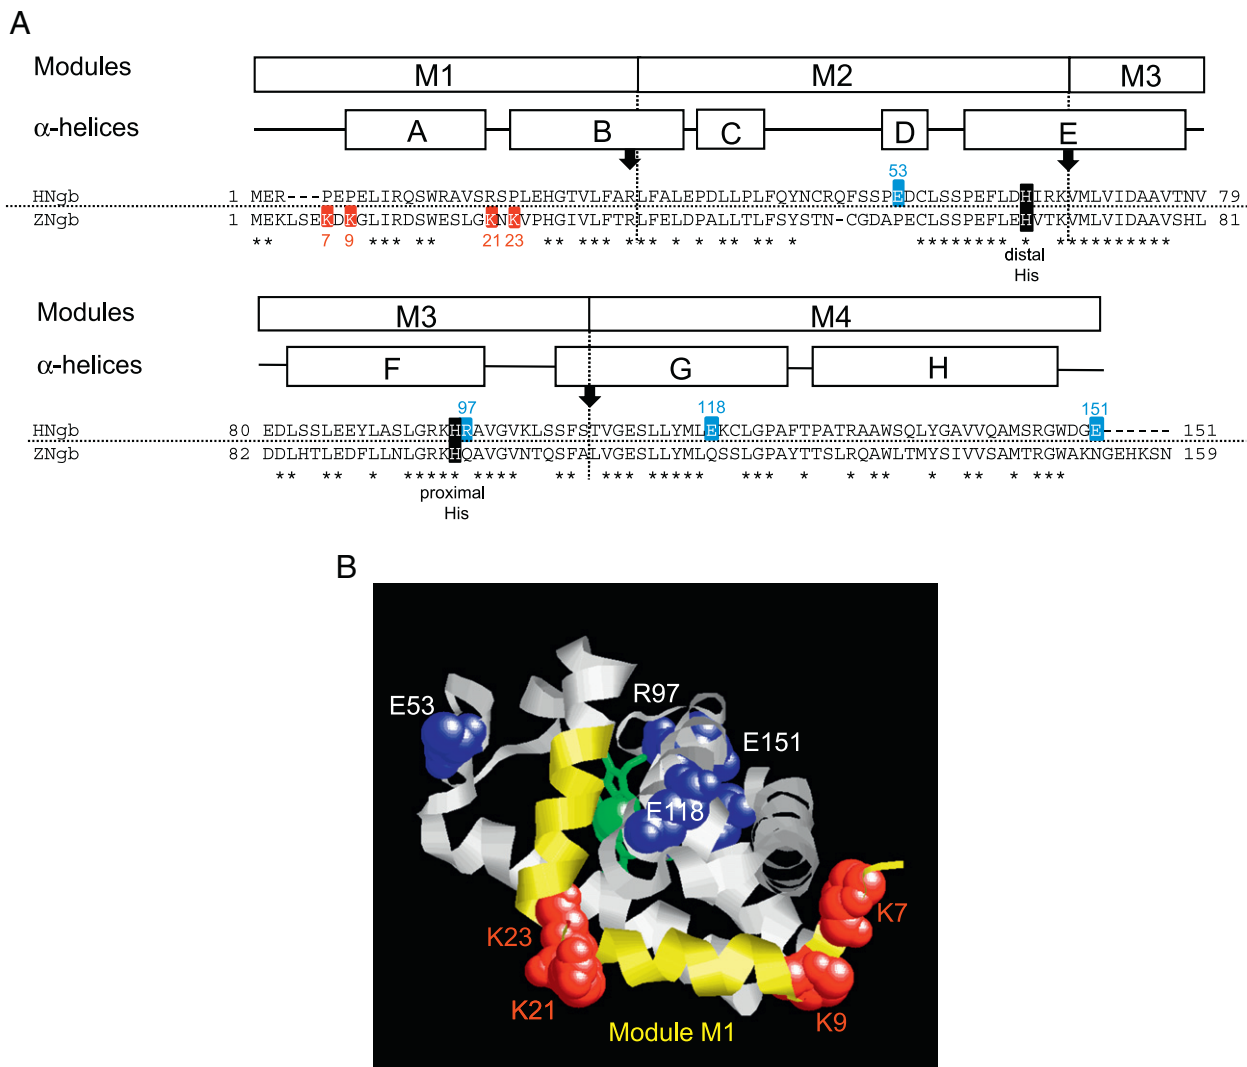 A
Modules M1 M2 M3
α-helices A B C D E
53
HNgb 1 MER----PEPELIRQSWRAVSRSPLEHGTVLFARLFALEPDLLPLFQYNCRQFSSPEDCLSSPEFLDHIRKVMLVIDAAVTNV 79
ZNgb 1 MEKLSEKDKGLIRDSWESLGKNKVPHGIVLFTRLFELDPALLTLFSYSTN-CGDAPECLSSPEFLEHVTKVMLVIDAAVSHL 81
7 9 21 23
distal
His
Modules M3 M4
α-helices F G H
97 118 151
HNgb 80 EDLSSLEEYLASLGRKHRAVGVKLSSFSTVGESLLYMLEKCLGPAFTPATRAAWSQLYGAVVQAMSRGWDGE------- 151
ZNgb 82 DDLHTLEDFLLNLGRKHQAVGVNTQSFALVGESLLYMLQSSLGPAYTTSLRQAWLTMYSIVVSAMTRGWAKNGEHKSN 159
proximal
His
B
E53
R97
E151
E118
K7
K23
K21
K9
Module M1